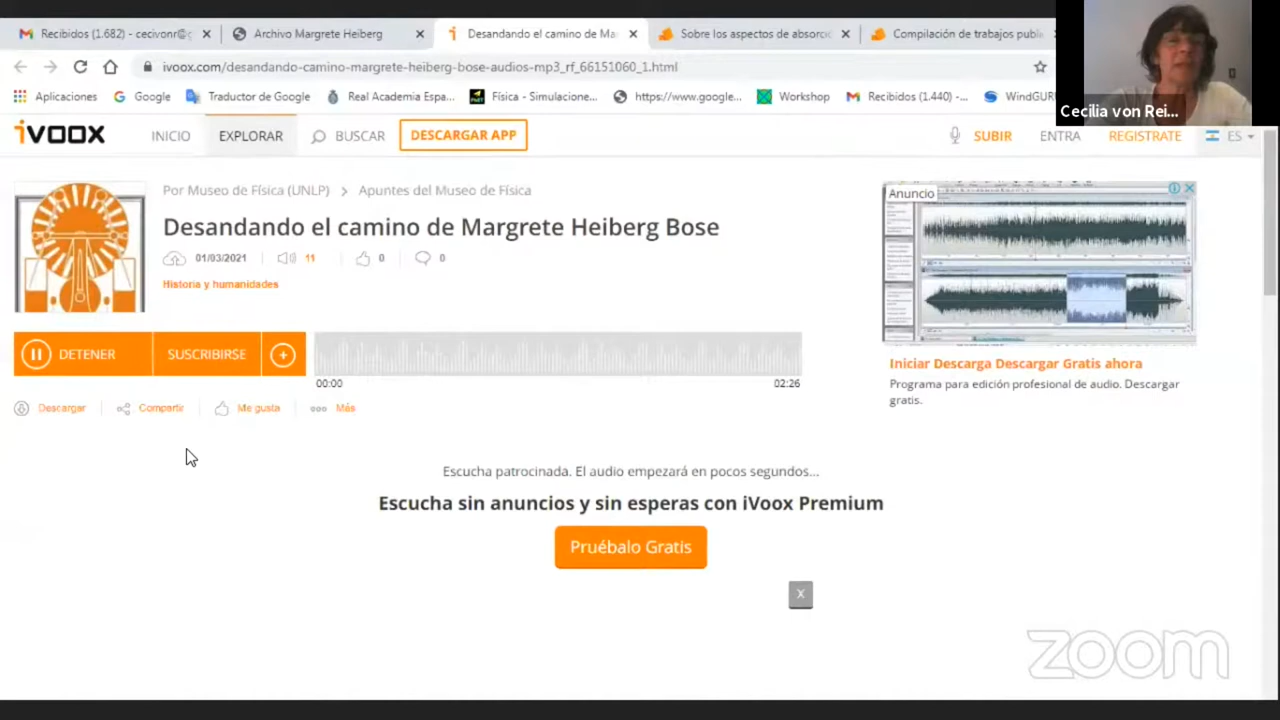 Recibidos (1.682) - cecivonr@g
Archivo Margrete Heiberg
Desandando el camino de Ma
Sobre los aspectos de absorci
Compilación de trabajos publi
ivoox.com/desandando-camino-margrete-heiberg-bose-audios-mp3_rf_66151060_1.html
Aplicaciones
Google
Traductor de Google
Real Academia Espa...
Física - Simulacione...
https://www.google...
Workshop
Recibidos (1.440) -...
WindGURU
Cecilia von Rei...
iVOOX
INICIO
EXPLORAR
BUSCAR
DESCARGAR APP
SUBIR
ENTRA
REGISTRATE
ES
Por Museo de Física (UNLP) > Apuntes del Museo de Física
Desandando el camino de Margrete Heiberg Bose
01/03/2021
11
0
0
Historia y humanidades
DETENER
SUSCRIBIRSE
00:00
02:26
Descargar
Compartir
Me gusta
Más
Anuncio
Iniciar Descarga Descargar Gratis ahora
Programa para edición profesional de audio. Descargar
gratis.
Escucha patrocinada. El audio empezará en pocos segundos...
Escucha sin anuncios y sin esperas con iVoox Premium
Pruébalo Gratis
X
zoom